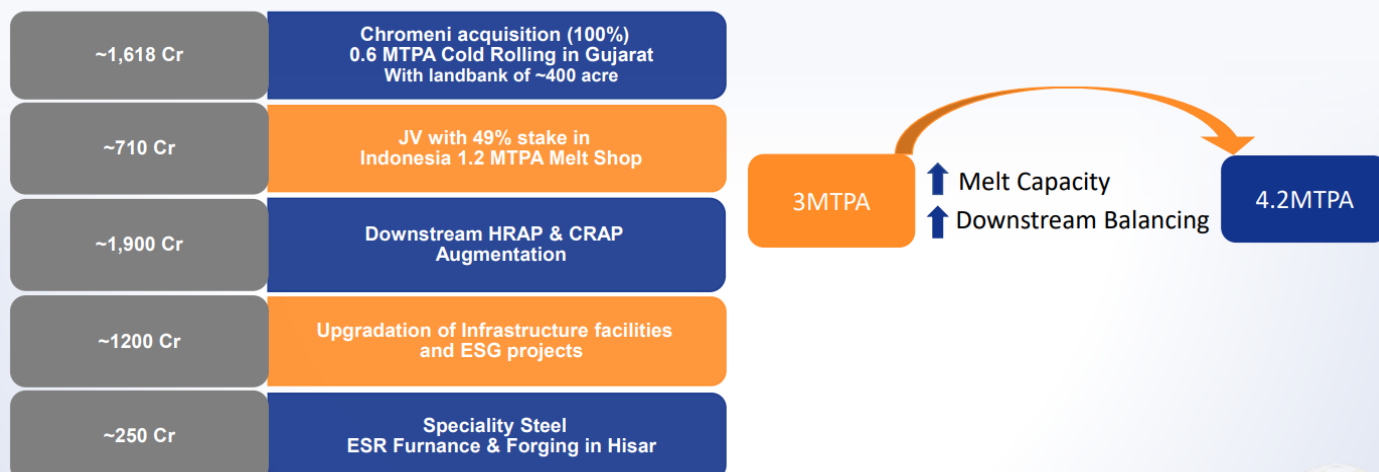 ~1,618 Cr
Chromeni acquisition (100%)
0.6 MTPA Cold Rolling in Gujarat
With landbank of ~400 acre
~710 Cr
JV with 49% stake in
Indonesia 1.2 MTPA Melt Shop
~1,900 Cr
Downstream HRAP & CRAP
Augmentation
~1200 Cr
Upgradation of Infrastructure facilities
and ESG projects
~250 Cr
Speciality Steel
ESR Furnance & Forging in Hisar
3MTPA
Melt Capacity
Downstream Balancing
4.2MTPA